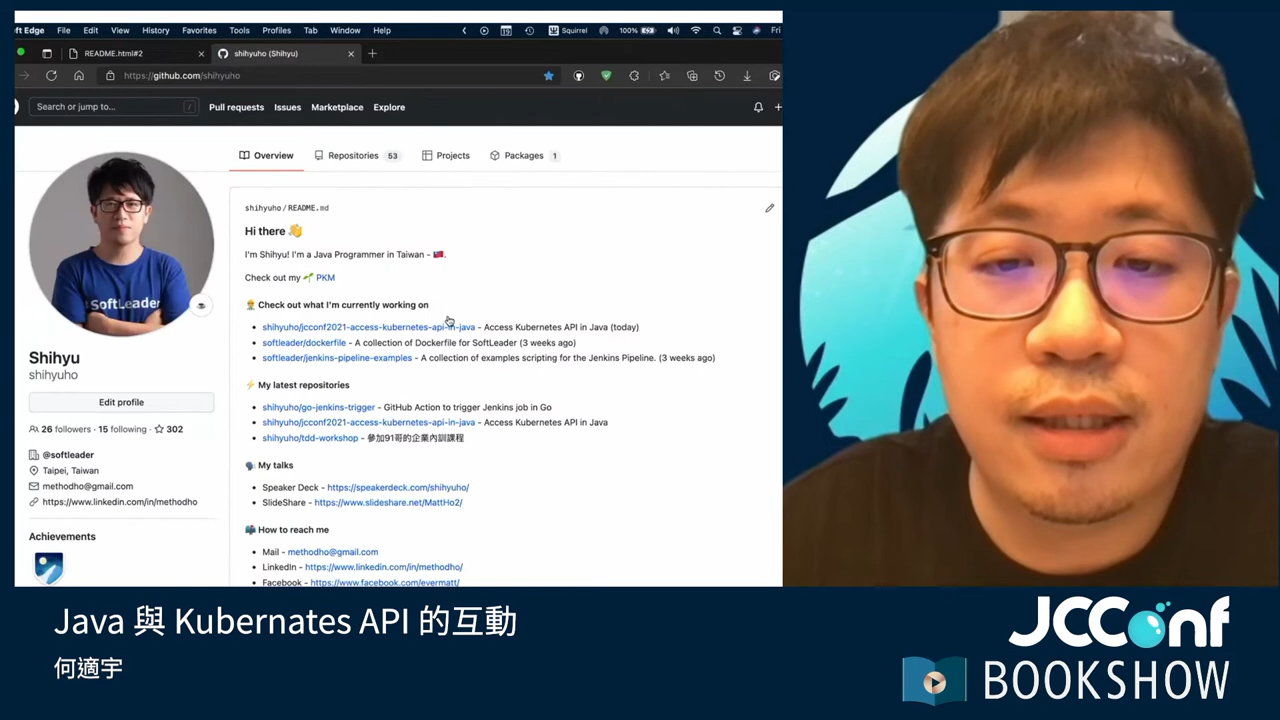 ft Edge File Edit View History Favorites Tools Profiles Tab Window Help Squirrel 100% Fri
README.html#2 shihyuho (Shihyu)
https://github.com/shihyuho
Search or jump to... / Pull requests Issues Marketplace Explore
Overview Repositories 53 Projects Packages 1
shihyuho/README.md
Hi there 👋
I'm Shihyu! I'm a Java Programmer in Taiwan - 🇹🇼.
Check out my 🌱 PKM
Check out what I'm currently working on
shihyuho/jcconf2021-access-kubernetes-api-in-java - Access Kubernetes API in Java (today)
softleader/dockerfile - A collection of Dockerfile for SoftLeader (3 weeks ago)
softleader/jenkins-pipeline-examples - A collection of examples scripting for the Jenkins Pipeline. (3 weeks ago)
⚡ My latest repositories
shihyuho/go-jenkins-trigger - GitHub Action to trigger Jenkins job in Go
shihyuho/jcconf2021-access-kubernetes-api-in-java - Access Kubernetes API in Java
shihyuho/tdd-workshop - 參加91哥的企業內訓課程
My talks
Speaker Deck - https://speakerdeck.com/shihyuho/
SlideShare - https://www.slideshare.net/MattHo2/
How to reach me
Mail - methodho@gmail.com
LinkedIn - https://www.linkedin.com/in/methodho/
Facebook - https://www.facebook.com/evermatt/
SoftLeader
Shihyu
shihyuho
Edit profile
26 followers · 15 following · 302
@softleader
Taipei, Taiwan
methodho@gmail.com
https://www.linkedin.com/in/methodho
Achievements
Java 與 Kubernates API 的互動
何適宇
JCConf
BOOKSHOW